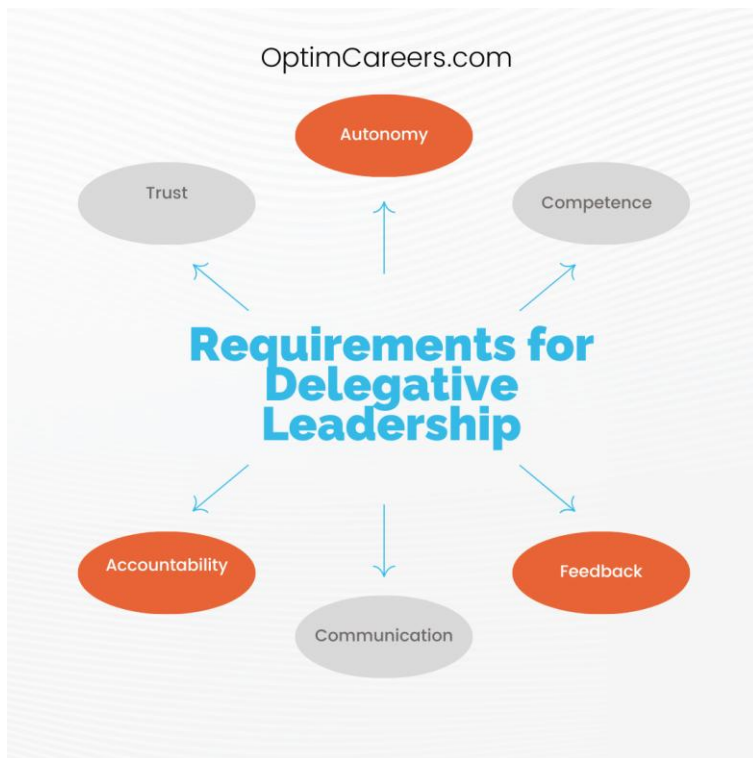 OptimCareers.com
Autonomy
Trust
Competence
Requirements for
Delegative
Leadership
Accountability
Feedback
Communication